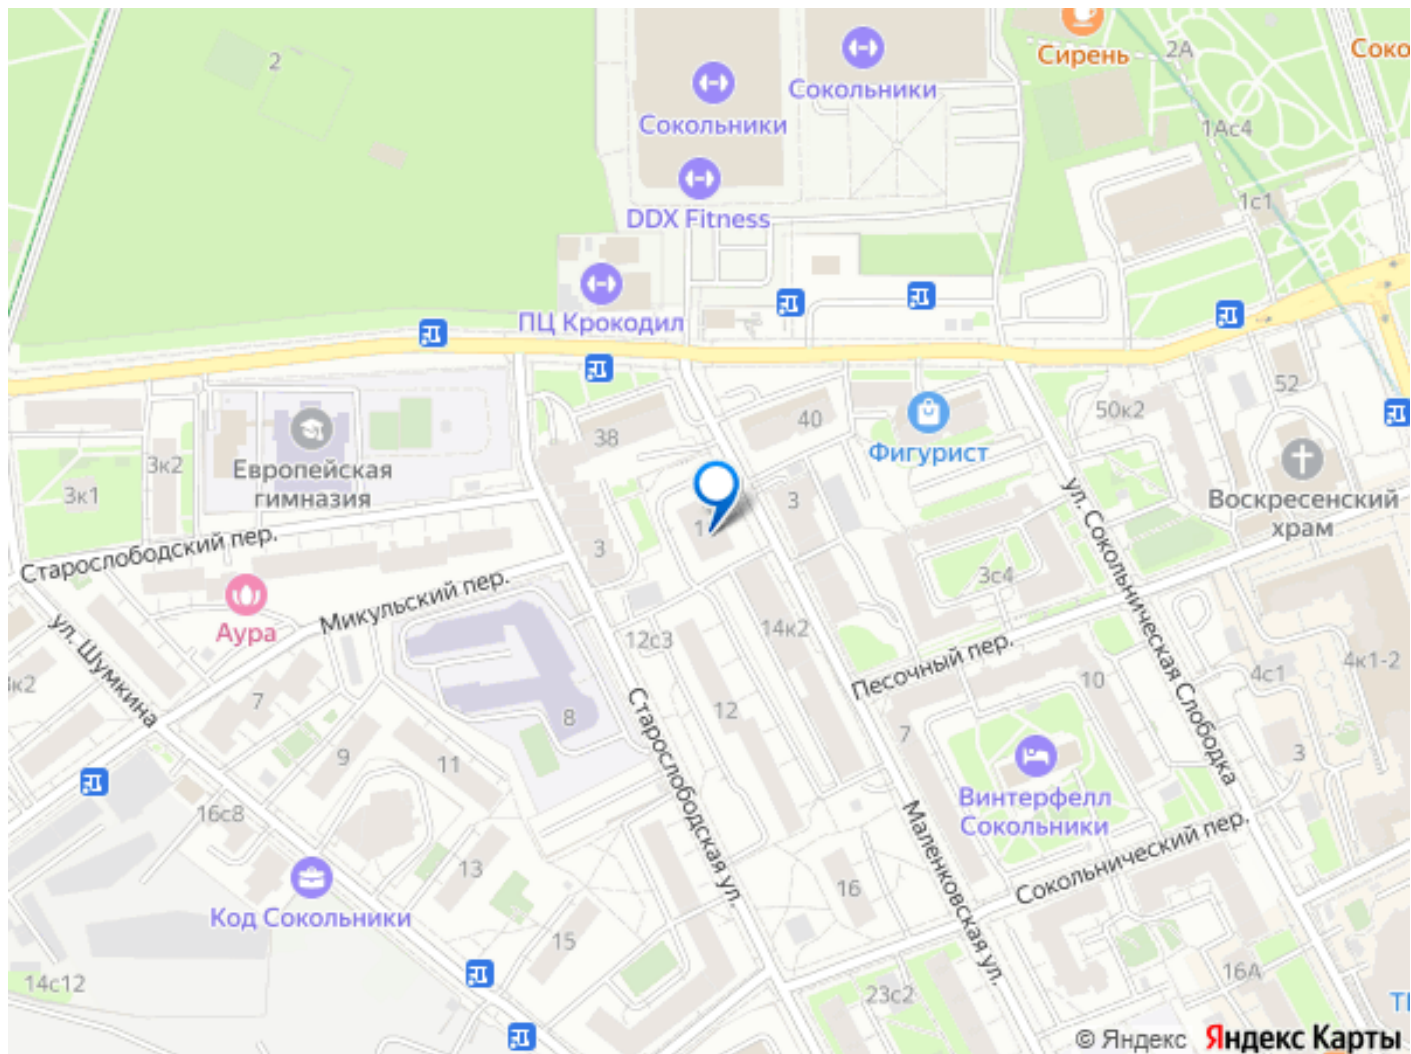 2
Сокольники
Сокольники
DDX Fitness
ПЦ Крокодил
Сирень
2А
Соко
1Ас4
1с1
52
50к2
40
38
Фигурист
Воскресенский
храм
Европейская
гимназия
3к2
3к1
3
3
3с4
Старослободский пер.
Микульский пер.
Аура
ул. Шумкина
ул. Сокольническая Слободка
Песочный пер.
12с3
14к2
4к1-2
4с1
10
7
7
8
9
11
12
3
Старослободская ул.
Маленковская ул.
Винтерфелл
Сокольники
Сокольнический пер.
16с8
13
15
16
Код Сокольники
14с12
23с2
16А
© Яндекс Яндекс Карты